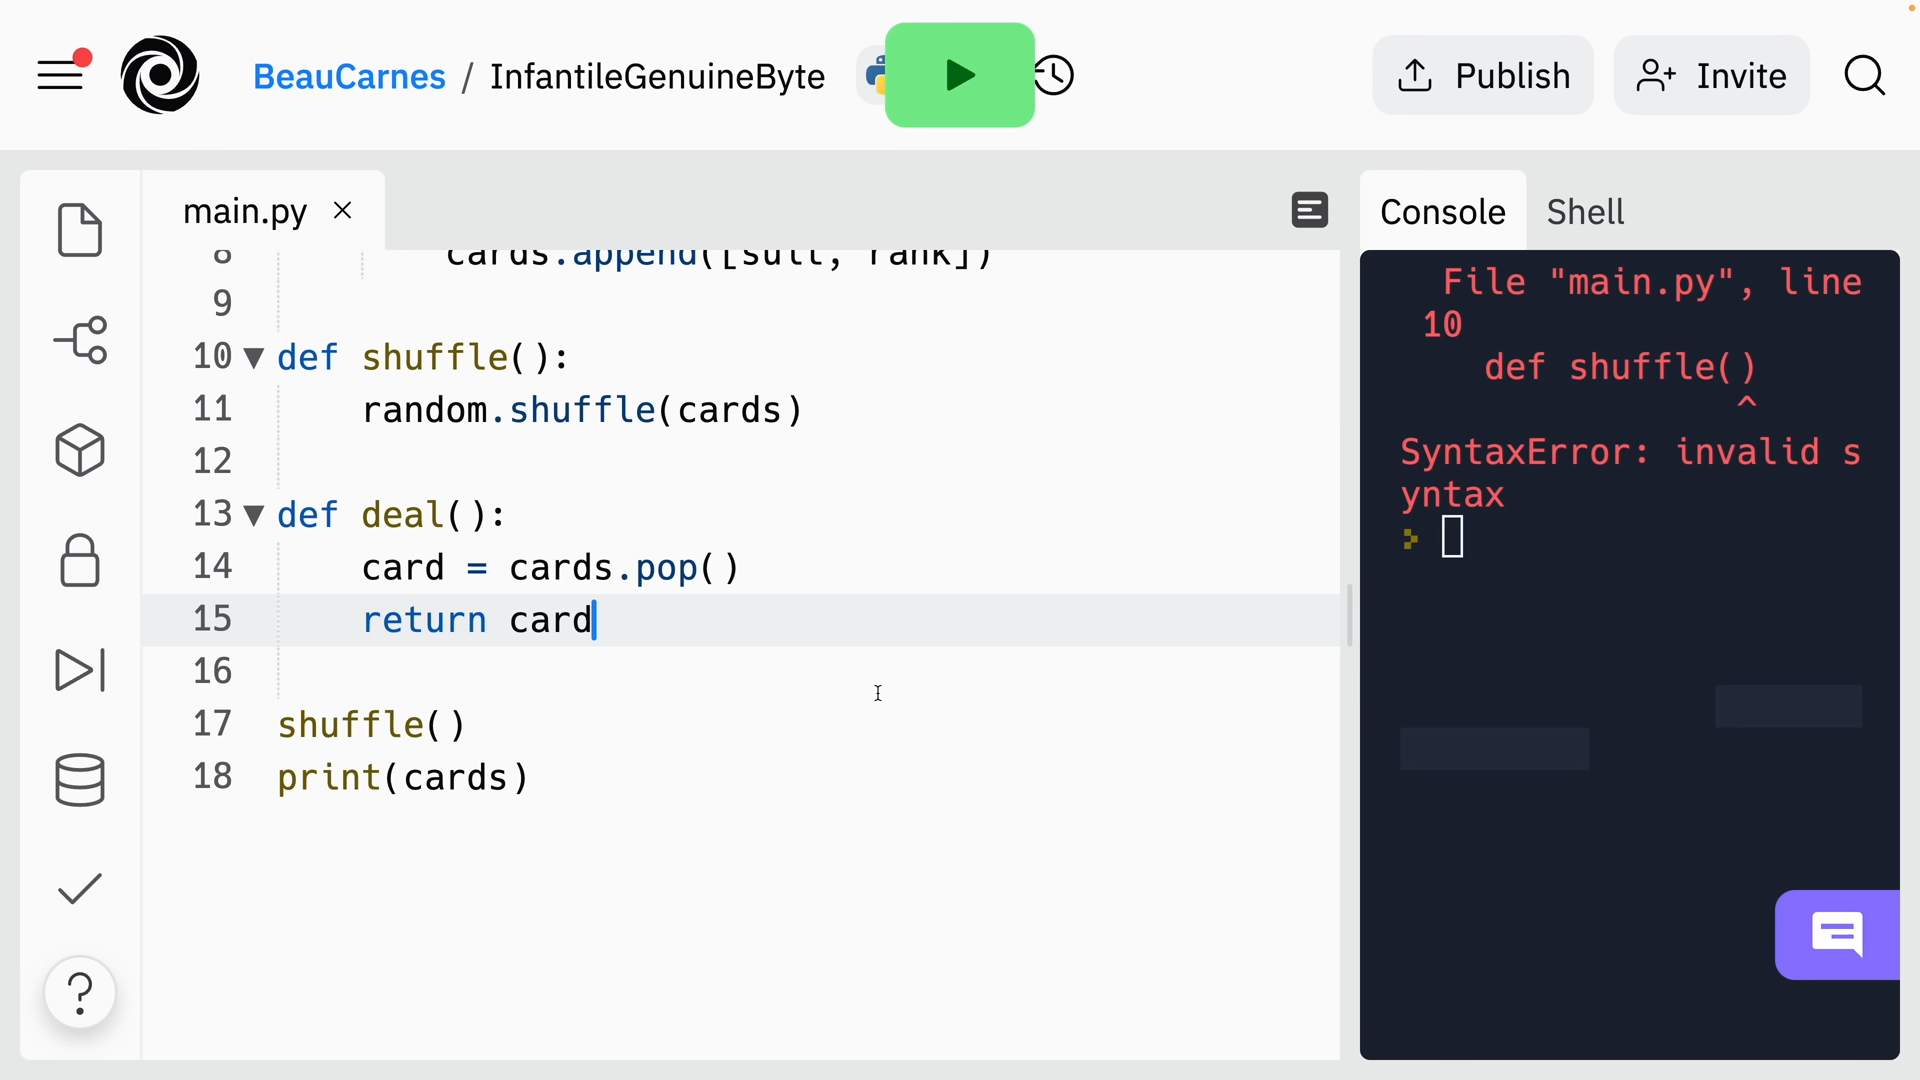 BeauCarnes / InfantileGenuineByte
Publish
Invite
main.py
Console
Shell
8 cards.append([suit, rank])
9
10 def shuffle():
11 random.shuffle(cards)
12
13 def deal():
14 card = cards.pop()
15 return card
16
17 shuffle()
18 print(cards)
File "main.py", line
10
def shuffle()
^
SyntaxError: invalid s
yntax
?